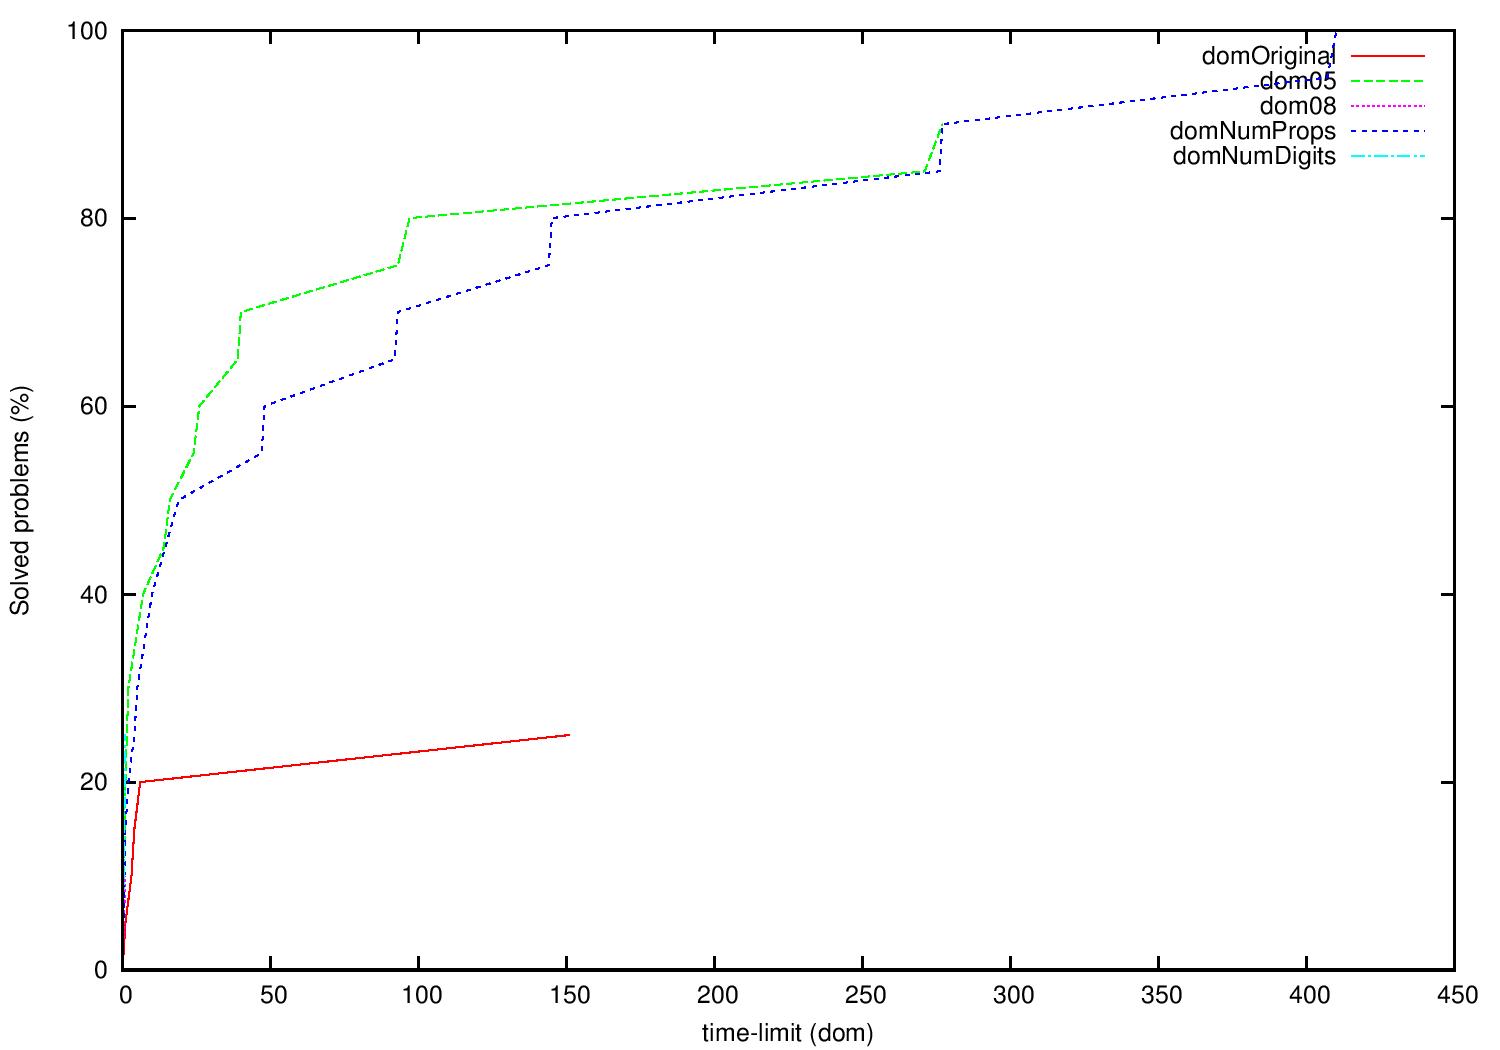 100
80
60
40
20
0
Solved problems (%)
domOriginal
dom05
dom08
domNumProps
domNumDigits
0 50 100 150 200 250 300 350 400 450
time-limit (dom)